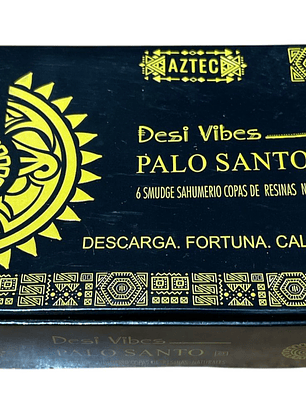 AZTEC
Desi Vibes
PALO SANTO
6 SMUDGE SAHUMERIO COPAS DE RESINAS
DESCARGA. FORTUNA.
Desi Vibes
PALO SANTO